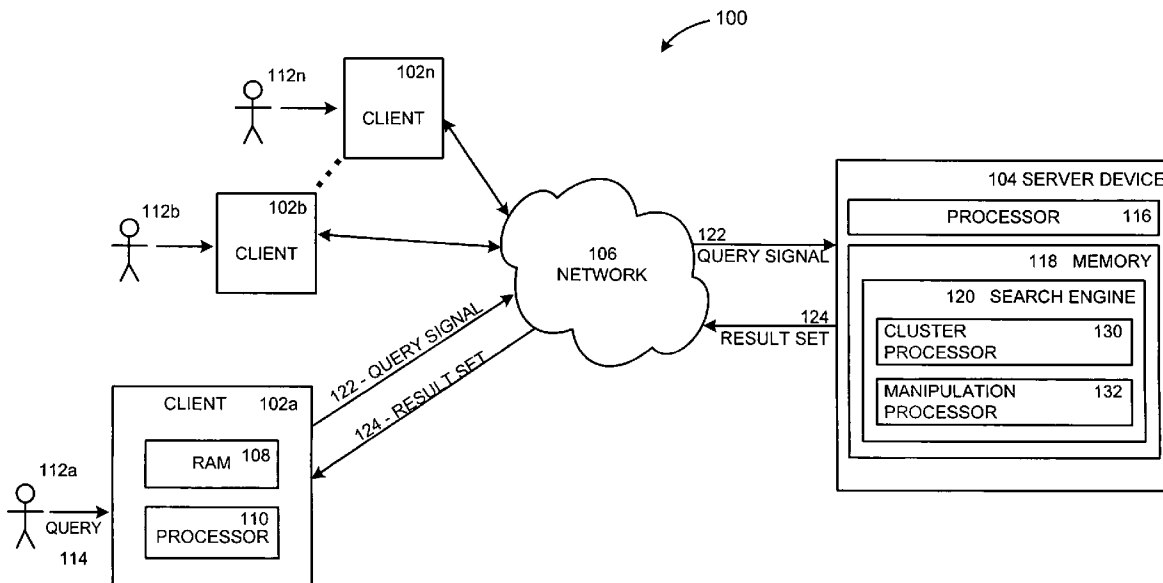 100
112n
102n
CLIENT
112b
102b
CLIENT
106
NETWORK
122
QUERY SIGNAL
124
RESULT SET
104 SERVER DEVICE
PROCESSOR 116
118 MEMORY
120 SEARCH ENGINE
CLUSTER PROCESSOR 130
MANIPULATION PROCESSOR 132
122 - QUERY SIGNAL
124 - RESULT SET
CLIENT 102a
RAM 108
110
PROCESSOR
112a
QUERY
114